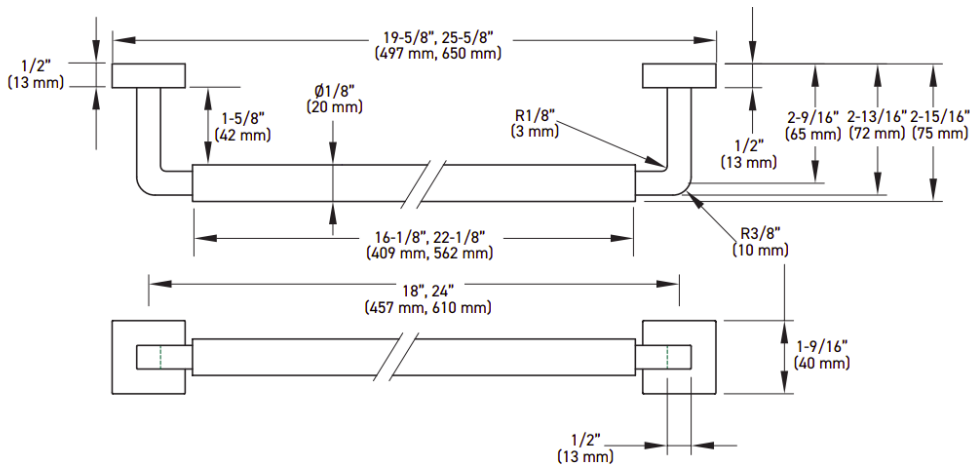 19-5/8”, 25-5/8”
(497 mm, 650 mm)
1/2”
(13 mm)
Ø1/8”
(20 mm)
1-5/8”
(42 mm)
R1/8”
(3 mm)
1/2”
(13 mm)
2-9/16”
(65 mm)
2-13/16”
(72 mm)
2-15/16”
(75 mm)
16-1/8”, 22-1/8”
(409 mm, 562 mm)
R3/8”
(10 mm)
18”, 24”
(457 mm, 610 mm)
1-9/16”
(40 mm)
1/2”
(13 mm)